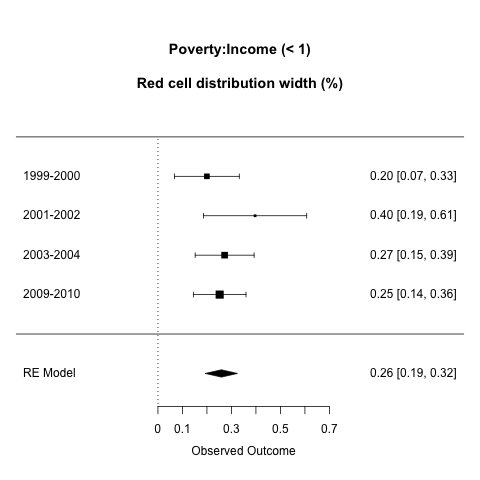 Poverty:Income (< 1)
Red cell distribution width (%)
1999-2000 0.20 [0.07, 0.33]
2001-2002 0.40 [0.19, 0.61]
2003-2004 0.27 [0.15, 0.39]
2009-2010 0.25 [0.14, 0.36]
RE Model 0.26 [0.19, 0.32]
0 0.1 0.3 0.5 0.7
Observed Outcome